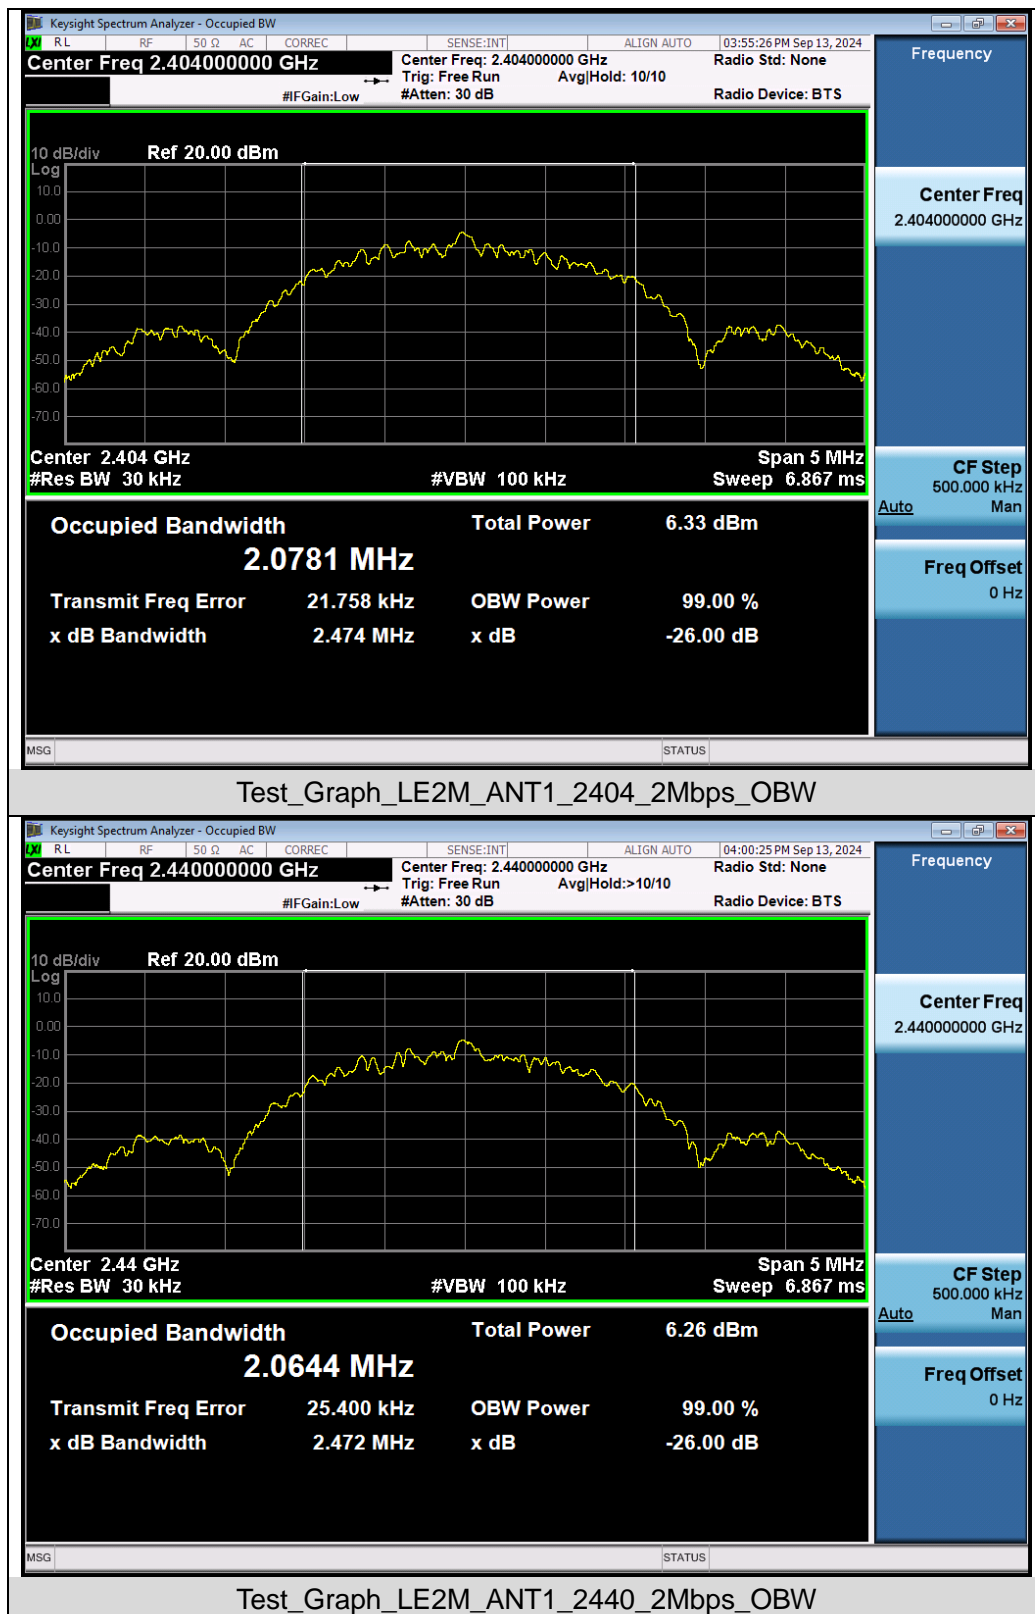 Keysight Spectrum Analyzer - Occupied BW
LXI RL RF 50 Ω AC CORREC SENSE:INT ALIGN AUTO 03:55:26 PM Sep 13, 2024
Center Freq 2.404000000 GHz
Center Freq: 2.404000000 GHz Radio Std: None
Trig: Free Run Avg|Hold: 10/10
#IFGain:Low #Atten: 30 dB Radio Device: BTS
Frequency
10 dB/div Ref 20.00 dBm
Log
10.0
0.00
-10.0
-20.0
-30.0
-40.0
-50.0
-60.0
-70.0
Center Freq
2.404000000 GHz
Center 2.404 GHz Span 5 MHz
#Res BW 30 kHz #VBW 100 kHz Sweep 6.867 ms
CF Step
500.000 kHz
Auto Man
Occupied Bandwidth Total Power 6.33 dBm
2.0781 MHz
Freq Offset
0 Hz
Transmit Freq Error 21.758 kHz OBW Power 99.00 %
x dB Bandwidth 2.474 MHz x dB -26.00 dB
MSG STATUS
Test_Graph_LE2M_ANT1_2404_2Mbps_OBW
Keysight Spectrum Analyzer - Occupied BW
LXI RL RF 50 Ω AC CORREC SENSE:INT ALIGN AUTO 04:00:25 PM Sep 13, 2024
Center Freq 2.440000000 GHz
Center Freq: 2.440000000 GHz Radio Std: None
Trig: Free Run Avg|Hold:>10/10
#IFGain:Low #Atten: 30 dB Radio Device: BTS
Frequency
10 dB/div Ref 20.00 dBm
Log
10.0
0.00
-10.0
-20.0
-30.0
-40.0
-50.0
-60.0
-70.0
Center Freq
2.440000000 GHz
Center 2.44 GHz Span 5 MHz
#Res BW 30 kHz #VBW 100 kHz Sweep 6.867 ms
CF Step
500.000 kHz
Auto Man
Occupied Bandwidth Total Power 6.26 dBm
2.0644 MHz
Freq Offset
0 Hz
Transmit Freq Error 25.400 kHz OBW Power 99.00 %
x dB Bandwidth 2.472 MHz x dB -26.00 dB
MSG STATUS
Test_Graph_LE2M_ANT1_2440_2Mbps_OBW